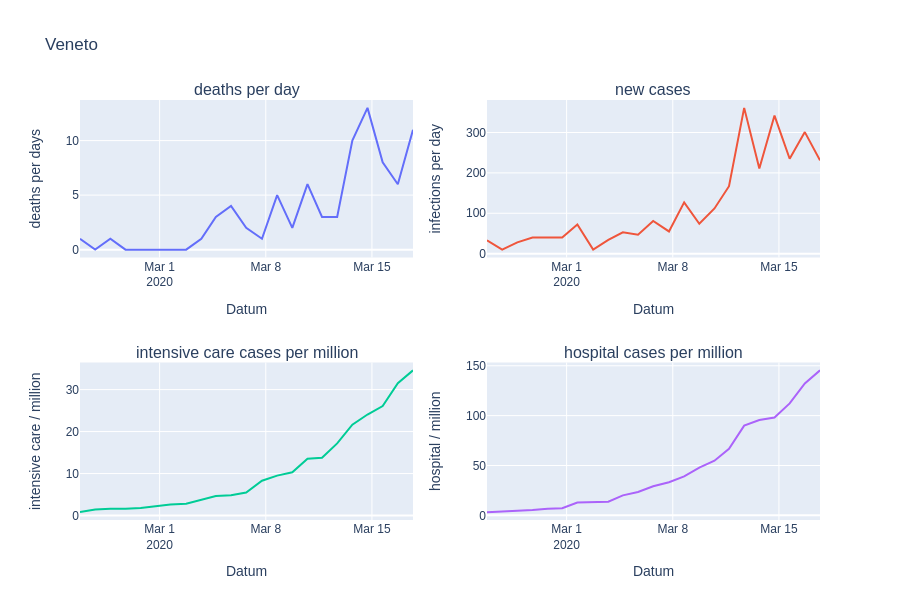 Veneto
deaths per day
deaths per days
10
5
0
Mar 1
2020
Mar 8
Mar 15
Datum
new cases
infections per day
300
200
100
0
Mar 1
2020
Mar 8
Mar 15
Datum
intensive care cases per million
intensive care / million
30
20
10
0
Mar 1
2020
Mar 8
Mar 15
Datum
hospital cases per million
hospital / million
150
100
50
0
Mar 1
2020
Mar 8
Mar 15
Datum